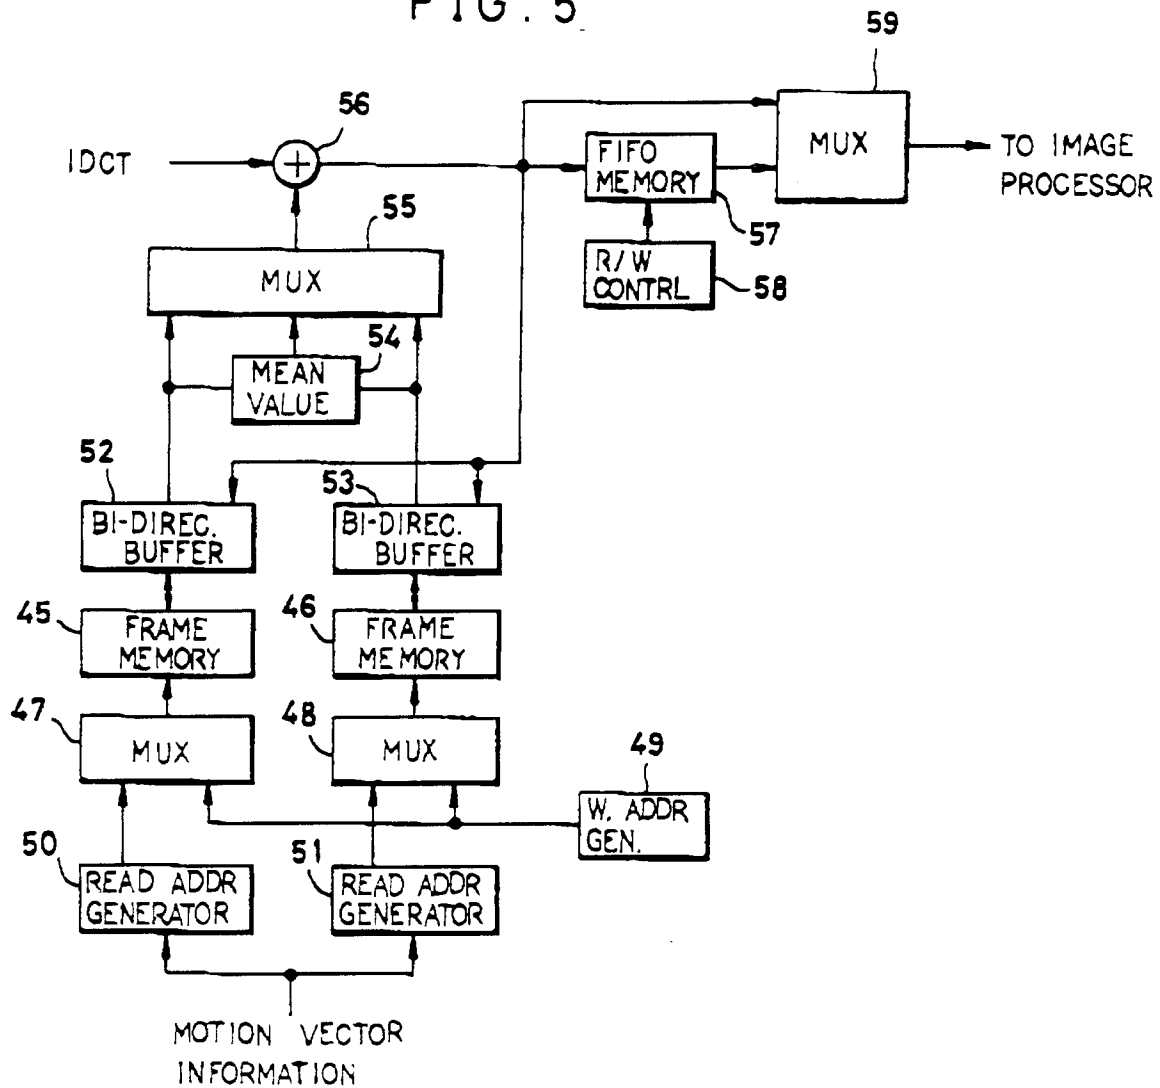 FIG. 5
59
56
IDCT
FIFO
MEMORY
MUX
TO IMAGE
PROCESSOR
55
57
MUX
R/W
CONTRL
58
54
MEAN
VALUE
52
53
BI-DIREC.
BUFFER
BI-DIREC.
BUFFER
45
46
FRAME
MEMORY
FRAME
MEMORY
47
48
MUX
MUX
49
W. ADDR
GEN.
50
51
READ ADDR
GENERATOR
READ ADDR
GENERATOR
MOTION VECTOR
INFORMATION